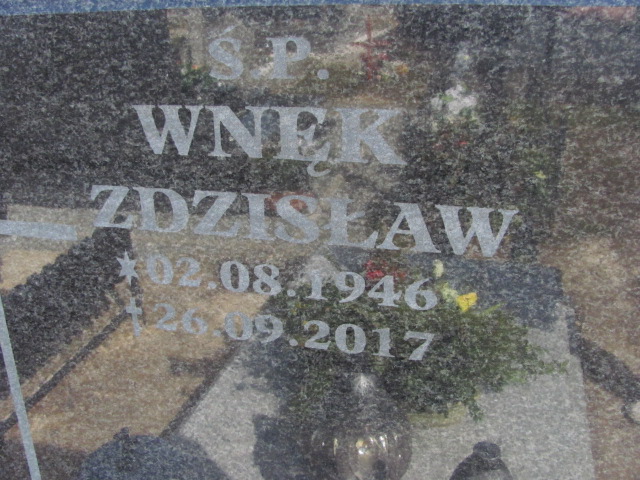 Ś.P.
WNĘK
ZDZISŁAW
★02.08.1946
†26.09.2017